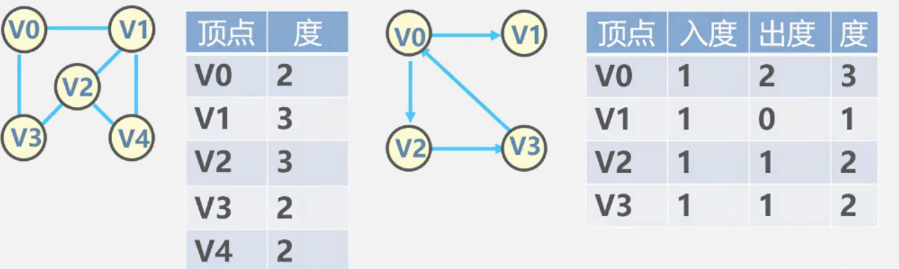 V0 V1
V2
V3 V4
顶点 度
V0 2
V1 3
V2 3
V3 2
V4 2
V0 V1
V2 V3
顶点 入度 出度 度
V0 1 2 3
V1 1 0 1
V2 1 1 2
V3 1 1 2